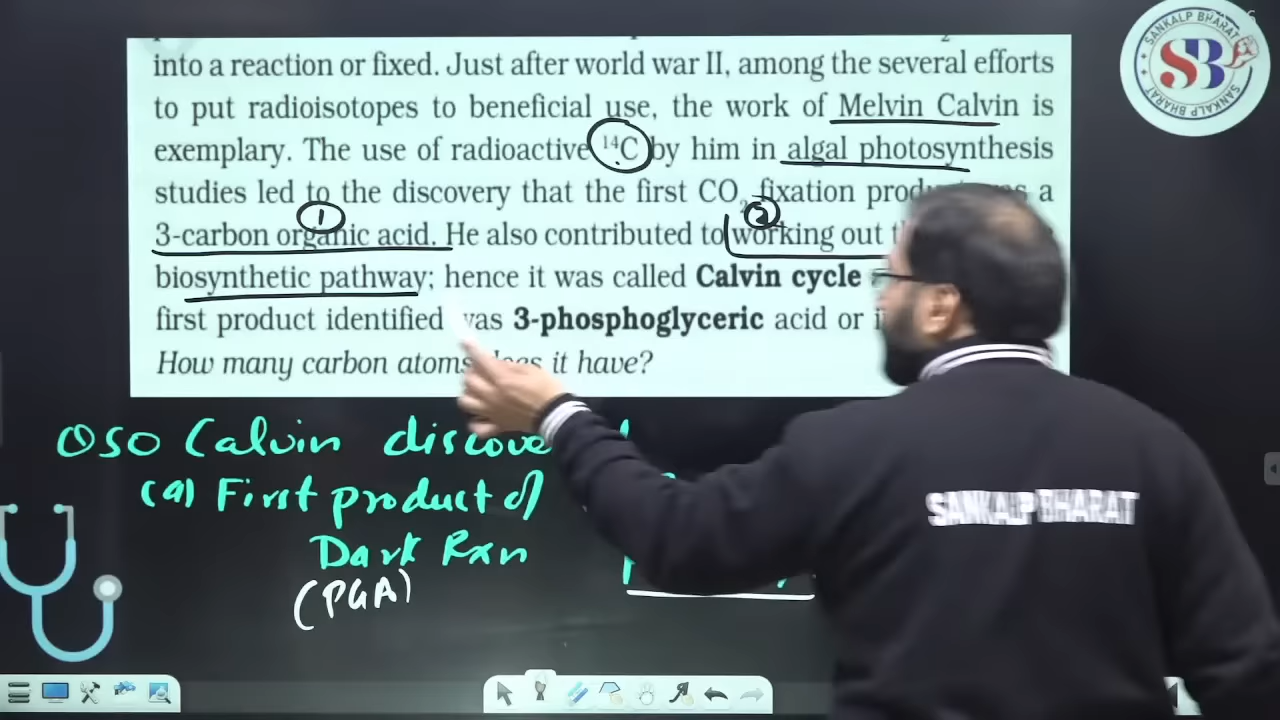 into a reaction or fixed. Just after world war II, among the several efforts
to put radioisotopes to beneficial use, the work of Melvin Calvin is
exemplary. The use of radioactive ¹⁴C by him in algal photosynthesis
studies led to the discovery that the first CO₂ fixation a
1 2
3-carbon organic acid. He also contributed to working out
biosynthetic pathway; hence it was called Calvin cycle
first product identified was 3-phosphoglyceric acid or
How many carbon atoms does it have?
OSO Calvin
(a) First product of
Dark Rxn
(PGA)
SANKALP BHARAT
SB
SANKALP BHARAT
SANKALP BHARAT